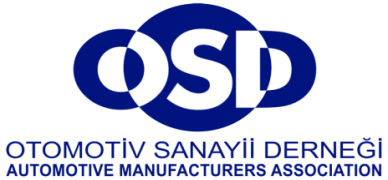 OSD
OTOMOTİV SANAYİİ DERNEĞİ
AUTOMOTIVE MANUFACTURERS ASSOCIATION